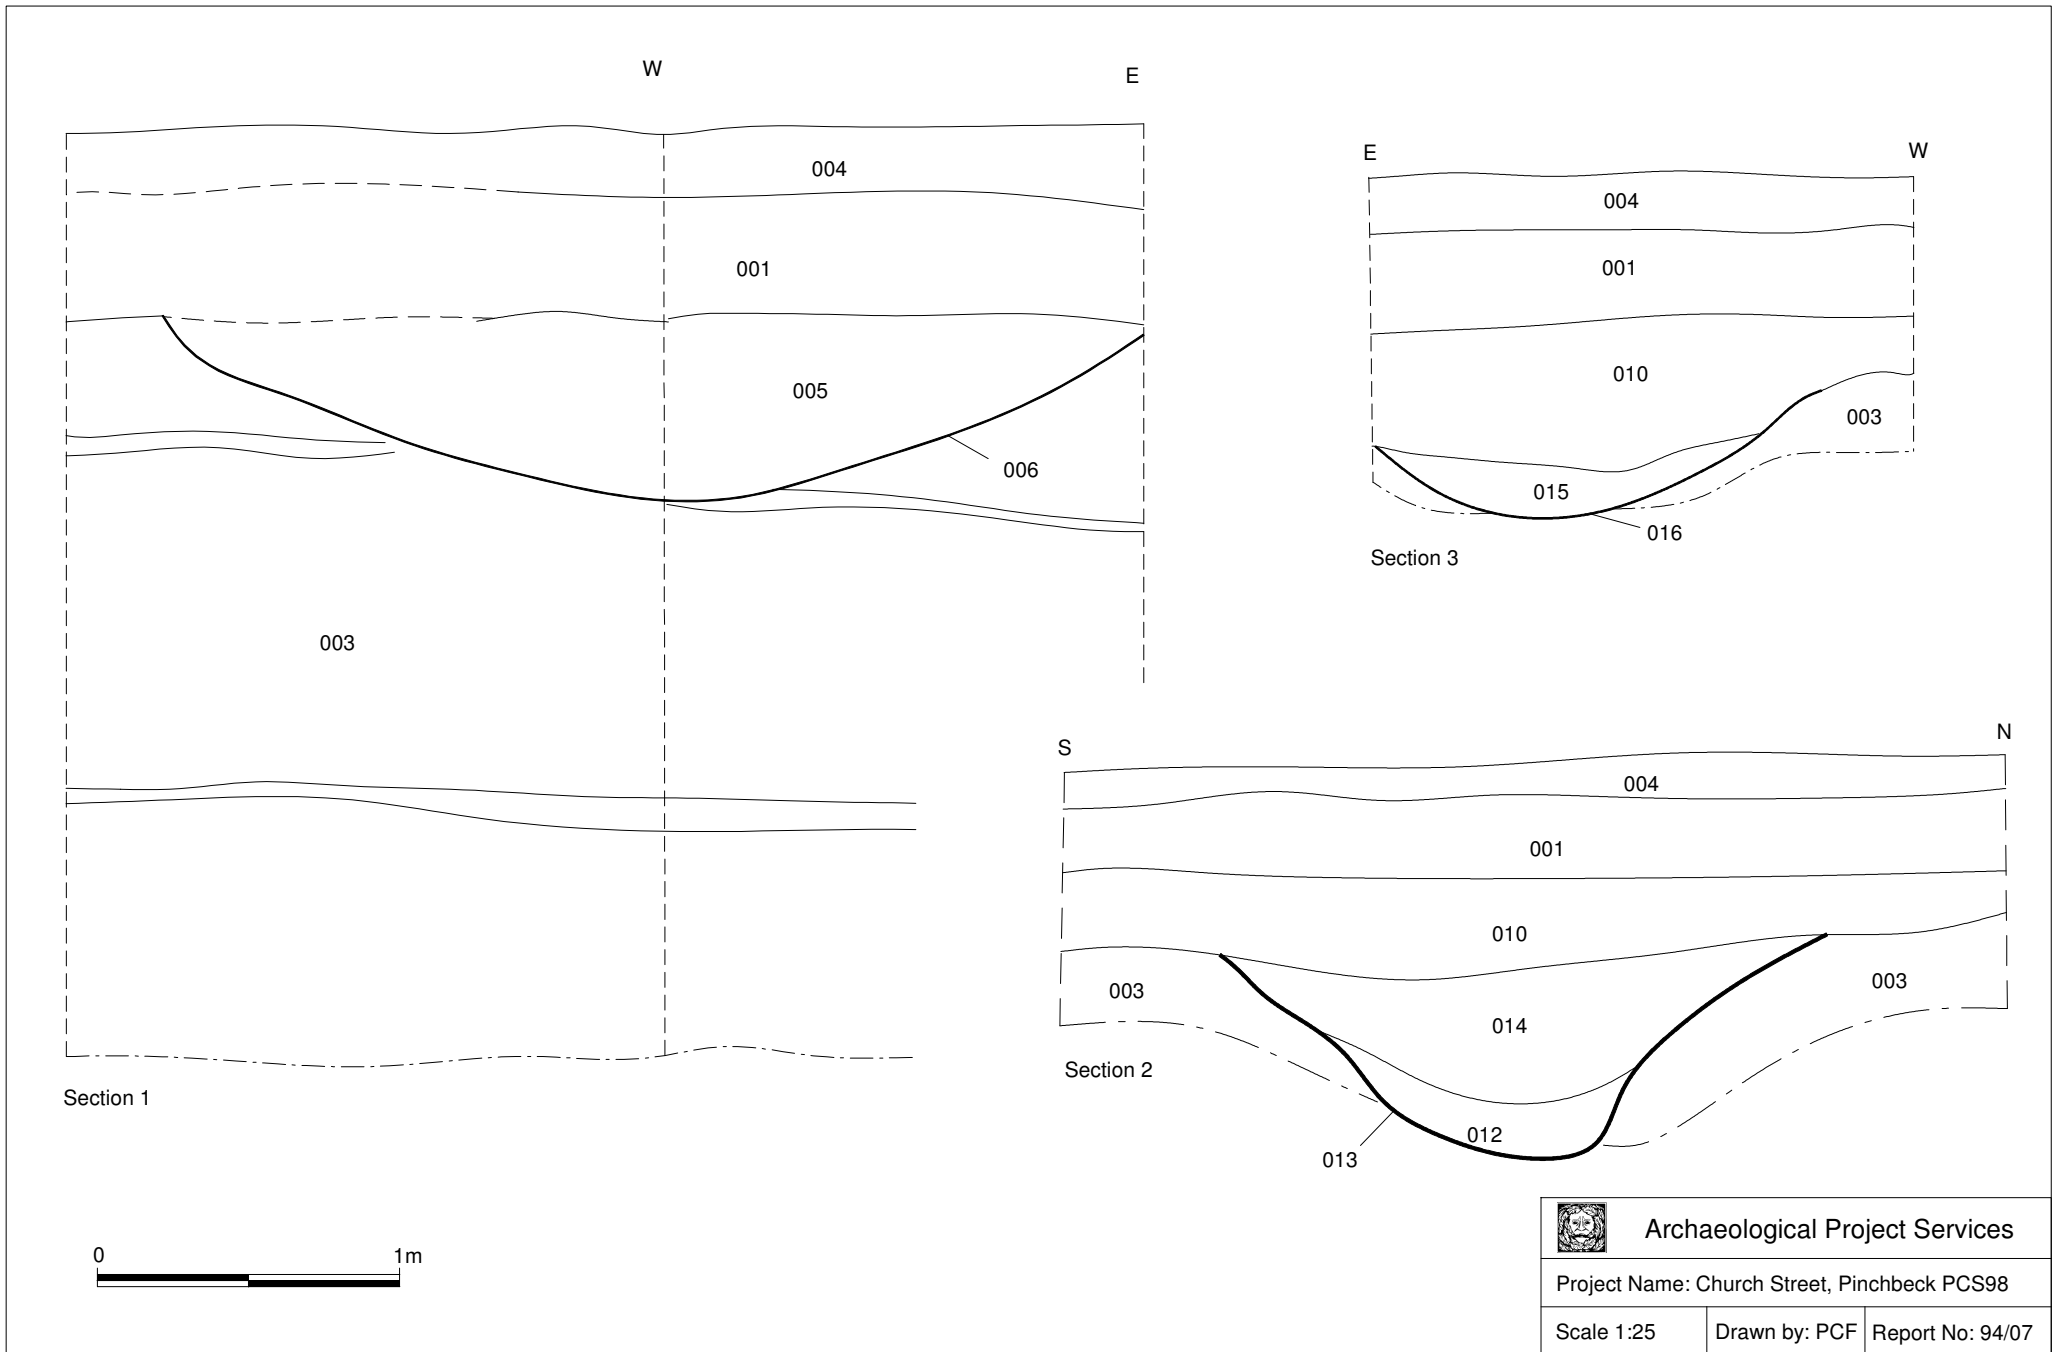 W
E
004
001
005
006
003
Section 1
E
W
004
001
010
003
015
016
Section 3
S
N
004
001
010
003
003
014
012
013
Section 2
0 1m
Archaeological Project Services
Project Name: Church Street, Pinchbeck PCS98
Scale 1:25 Drawn by: PCF Report No: 94/07